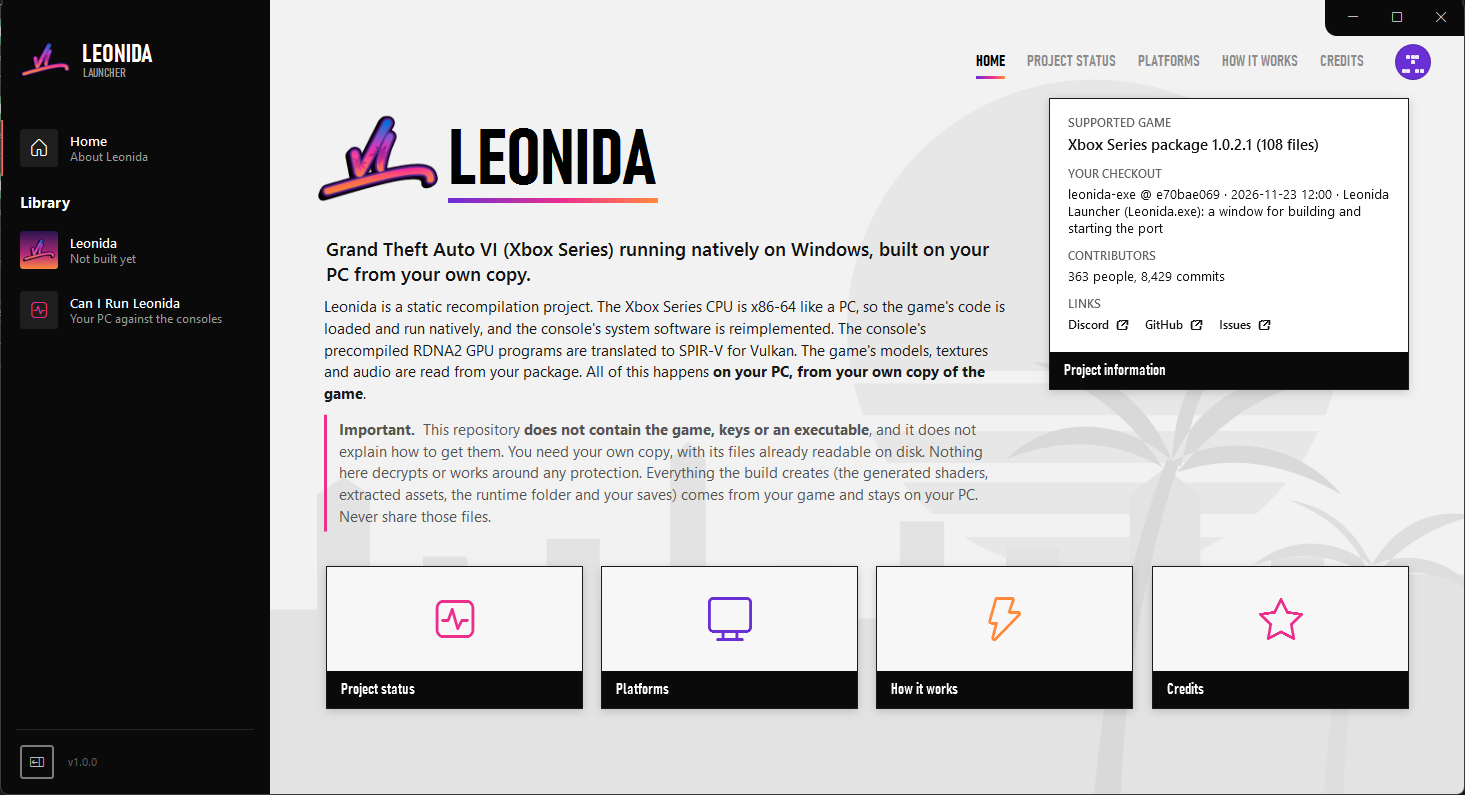 LEONIDA
LAUNCHER
Home
About Leonida
Library
Leonida
Not built yet
Can I Run Leonida
Your PC against the consoles
v1.0.0
HOME
PROJECT STATUS
PLATFORMS
HOW IT WORKS
CREDITS
VI LEONIDA
Grand Theft Auto VI (Xbox Series) running natively on Windows, built on your
PC from your own copy.
Leonida is a static recompilation project. The Xbox Series CPU is x86-64 like a PC, so the game's code is
loaded and run natively, and the console's system software is reimplemented. The console's
precompiled RDNA2 GPU programs are translated to SPIR-V for Vulkan. The game's models, textures
and audio are read from your package. All of this happens on your PC, from your own copy of the
game.
Important. This repository does not contain the game, keys or an executable, and it does not
explain how to get them. You need your own copy, with its files already readable on disk. Nothing
here decrypts or works around any protection. Everything the build creates (the generated shaders,
extracted assets, the runtime folder and your saves) comes from your game and stays on your PC.
Never share those files.
SUPPORTED GAME
Xbox Series package 1.0.2.1 (108 files)
YOUR CHECKOUT
leonida-exe @ e70bae069 · 2026-11-23 12:00 · Leonida
Launcher (Leonida.exe): a window for building and
starting the port
CONTRIBUTORS
363 people, 8,429 commits
LINKS
Discord
GitHub
Issues
Project information
Project status
Platforms
How it works
Credits